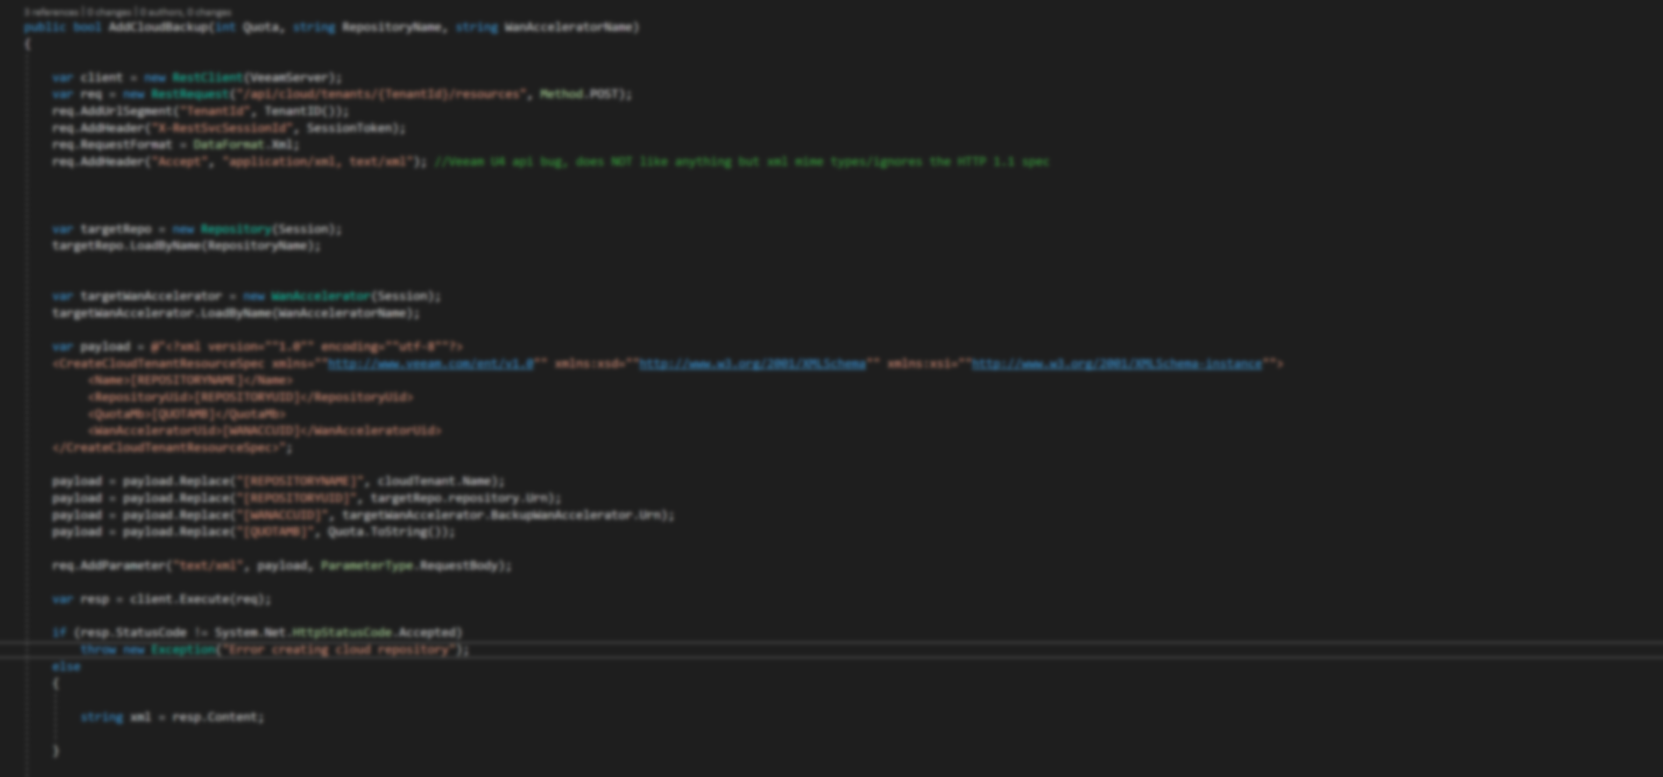 3 references | 0 changes | 0 authors, 0 changes
public bool AddCloudBackup(int Quota, string RepositoryName, string WanAcceleratorName)
{
var client = new RestClient(VeeamServer);
var req = new RestRequest("/api/cloud/tenants/{TenantId}/resources", Method.POST);
req.AddUrlSegment("TenantId", TenantID());
req.AddHeader("X-RestSvcSessionId", SessionToken);
req.RequestFormat = DataFormat.Xml;
req.AddHeader("Accept", "application/xml, text/xml"); //Veeam U4 api bug, does NOT like anything but xml mime types/ignores the HTTP 1.1 spec
var targetRepo = new Repository(Session);
targetRepo.LoadByName(RepositoryName);
var targetWanAccelerator = new WanAccelerator(Session);
targetWanAccelerator.LoadByName(WanAcceleratorName);
var payload = @"<?xml version=""1.0"" encoding=""utf-8""?>
<CreateCloudTenantResourceSpec xmlns=""http://www.veeam.com/ent/v1.0"" xmlns:xsd=""http://www.w3.org/2001/XMLSchema"" xmlns:xsi=""http://www.w3.org/2001/XMLSchema-instance"">
<Name>[REPOSITORYNAME]</Name>
<RepositoryUid>[REPOSITORYUID]</RepositoryUid>
<QuotaMb>[QUOTAMB]</QuotaMb>
<WanAcceleratorUid>[WANACCUID]</WanAcceleratorUid>
</CreateCloudTenantResourceSpec>";
payload = payload.Replace("[REPOSITORYNAME]", cloudTenant.Name);
payload = payload.Replace("[REPOSITORYUID]", targetRepo.repository.Urn);
payload = payload.Replace("[WANACCUID]", targetWanAccelerator.BackupWanAccelerator.Urn);
payload = payload.Replace("[QUOTAMB]", Quota.ToString());
req.AddParameter("text/xml", payload, ParameterType.RequestBody);
var resp = client.Execute(req);
if (resp.StatusCode != System.Net.HttpStatusCode.Accepted)
throw new Exception("Error creating cloud repository");
else
{
string xml = resp.Content;
}